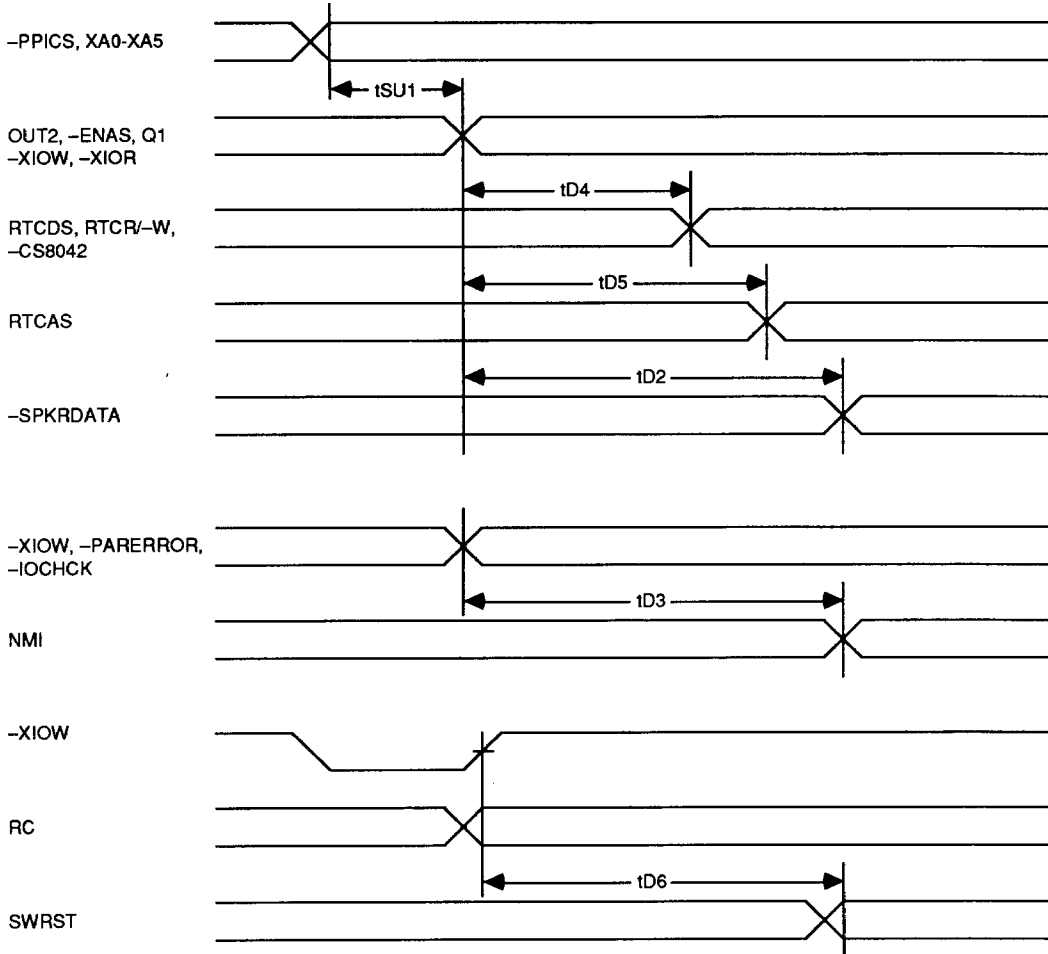 –PPICS, XA0-XA5
tSU1
OUT2, –ENAS, Q1
–XIOW, –XIOR
tD4
RTCDS, RTCR/–W,
–CS8042
tD5
RTCAS
tD2
–SPKRDATA
–XIOW, –PARERROR,
–IOCHCK
tD3
NMI
–XIOW
RC
tD6
SWRST